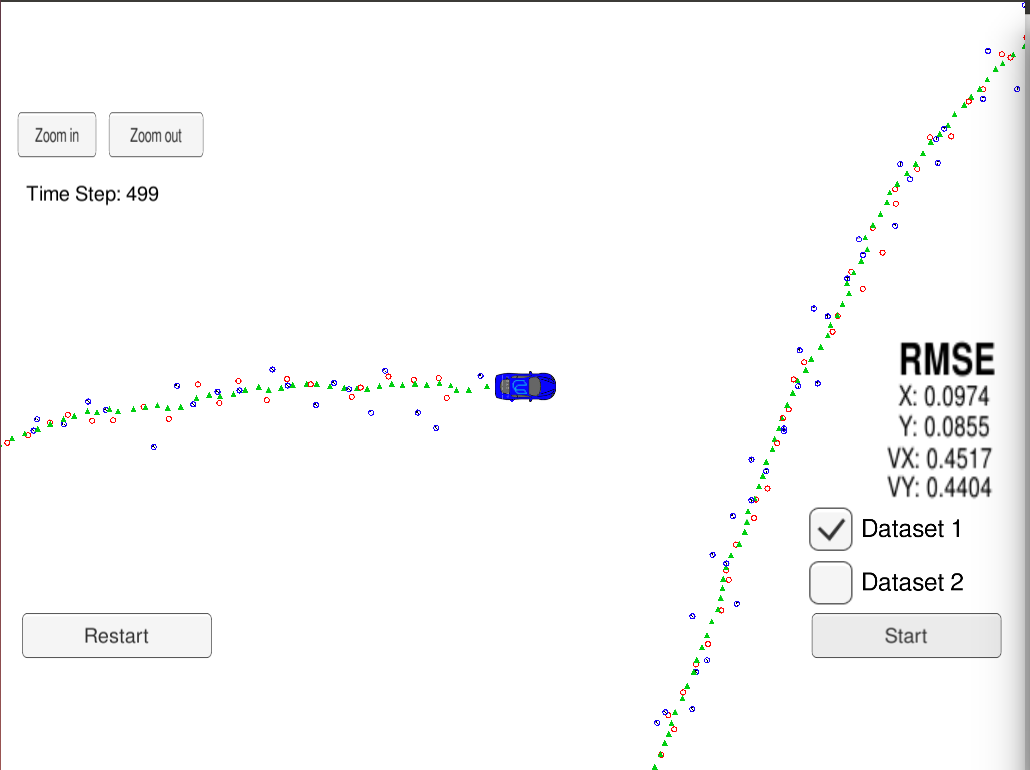 Zoom in Zoom out
Time Step: 499
RMSE
X: 0.0974
Y: 0.0855
VX: 0.4517
VY: 0.4404
Dataset 1
Dataset 2
Restart
Start